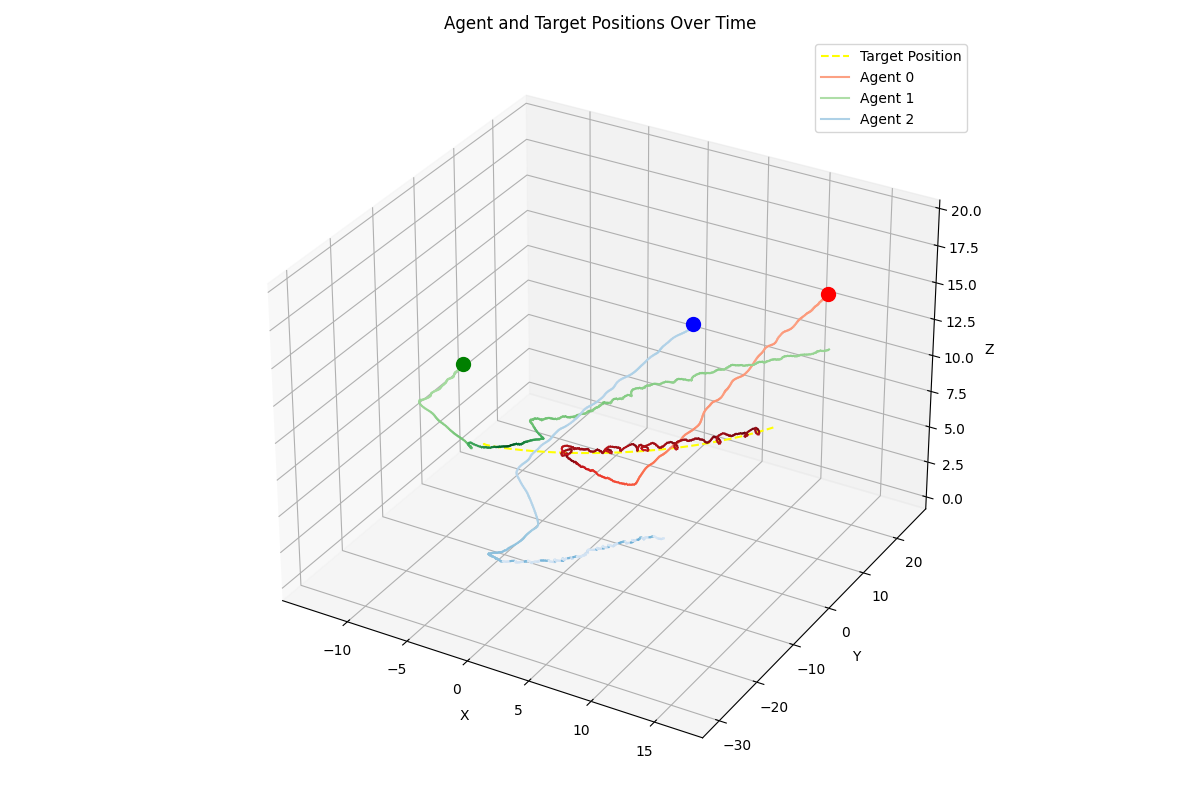 Agent and Target Positions Over Time
Target Position
Agent 0
Agent 1
Agent 2
20.0
17.5
15.0
12.5
Z
10.0
7.5
5.0
2.5
0.0
20
10
0
Y
−10
−20
−30
−10
−5
0
X
5
10
15